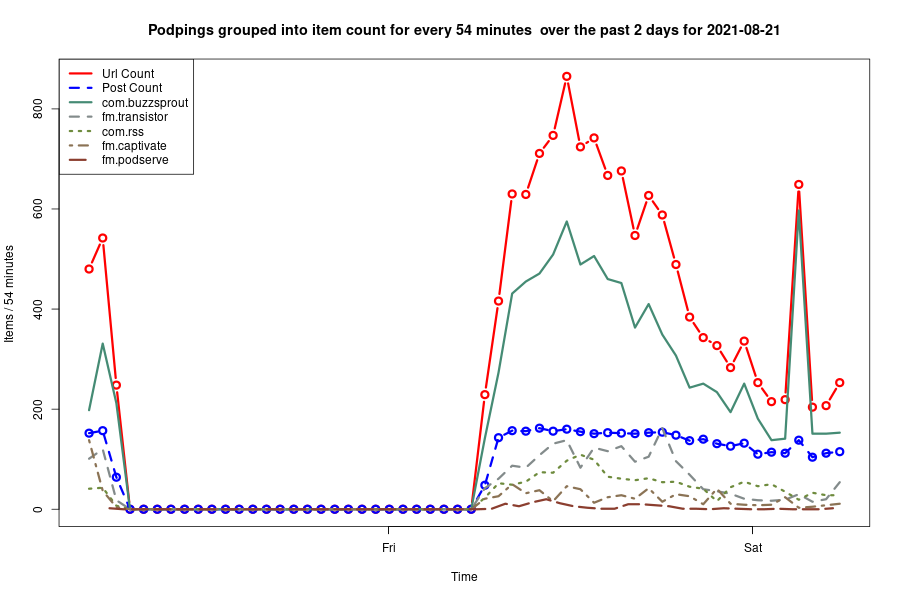 Podpings grouped into item count for every 54 minutes  over the past 2 days for 2021-08-21
Url Count
Post Count
com.buzzsprout
fm.transistor
com.rss
fm.captivate
fm.podserve
800
600
400
200
0
Items / 54 minutes
Fri
Sat
Time